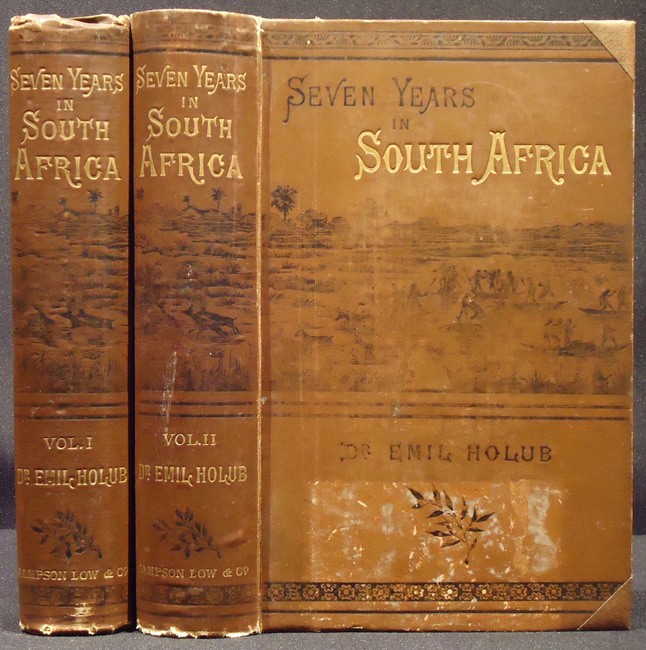 SEVEN YEARS
IN
SOUTH
AFRICA
VOL. I
DR EMIL HOLUB
SAMPSON LOW & CO
SEVEN YEARS
IN
SOUTH
AFRICA
VOL. II
DR EMIL HOLUB
SAMPSON LOW & CO
SEVEN YEARS
IN
SOUTH AFRICA
DR EMIL HOLUB